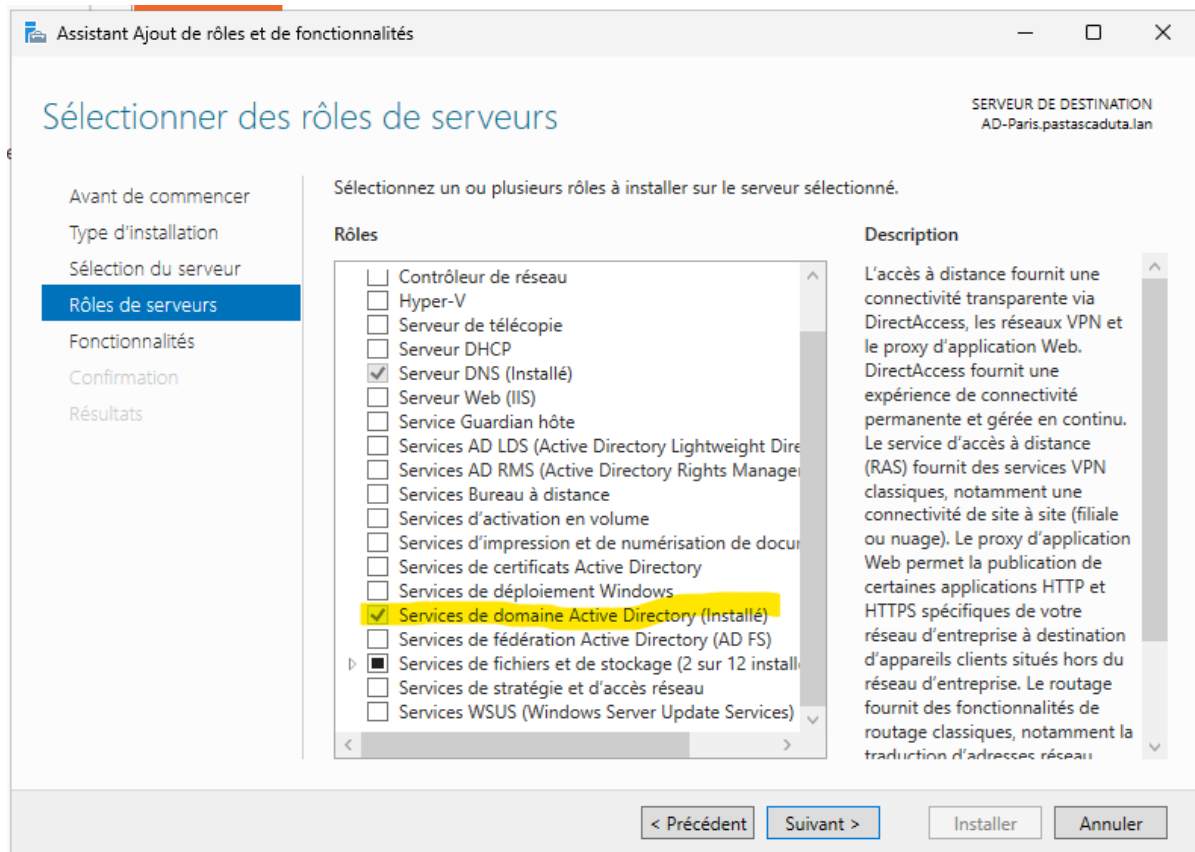 Assistant Ajout de rôles et de fonctionnalités
Sélectionner des rôles de serveurs
SERVEUR DE DESTINATION
AD-Paris.pastascaduta.lan
Avant de commencer
Type d'installation
Sélection du serveur
Rôles de serveurs
Fonctionnalités
Confirmation
Résultats
Sélectionnez un ou plusieurs rôles à installer sur le serveur sélectionné.
Rôles
Contrôleur de réseau
Hyper-V
Serveur de télécopie
Serveur DHCP
Serveur DNS (Installé)
Serveur Web (IIS)
Service Guardian hôte
Services AD LDS (Active Directory Lightweight Dire
Services AD RMS (Active Directory Rights Manage
Services Bureau à distance
Services d'activation en volume
Services d'impression et de numérisation de docu
Services de certificats Active Directory
Services de déploiement Windows
Services de domaine Active Directory (Installé)
Services de fédération Active Directory (AD FS)
Services de fichiers et de stockage (2 sur 12 install
Services de stratégie et d'accès réseau
Services WSUS (Windows Server Update Services)
Description
L'accès à distance fournit une
connectivité transparente via
DirectAccess, les réseaux VPN et
le proxy d'application Web.
DirectAccess fournit une
expérience de connectivité
permanente et gérée en continu.
Le service d'accès à distance
(RAS) fournit des services VPN
classiques, notamment une
connectivité de site à site (filiale
ou nuage). Le proxy d'application
Web permet la publication de
certaines applications HTTP et
HTTPS spécifiques de votre
réseau d'entreprise à destination
d'appareils clients situés hors du
réseau d'entreprise. Le routage
fournit des fonctionnalités de
routage classiques, notamment la
traduction d'adresses réseau
< Précédent
Suivant >
Installer
Annuler